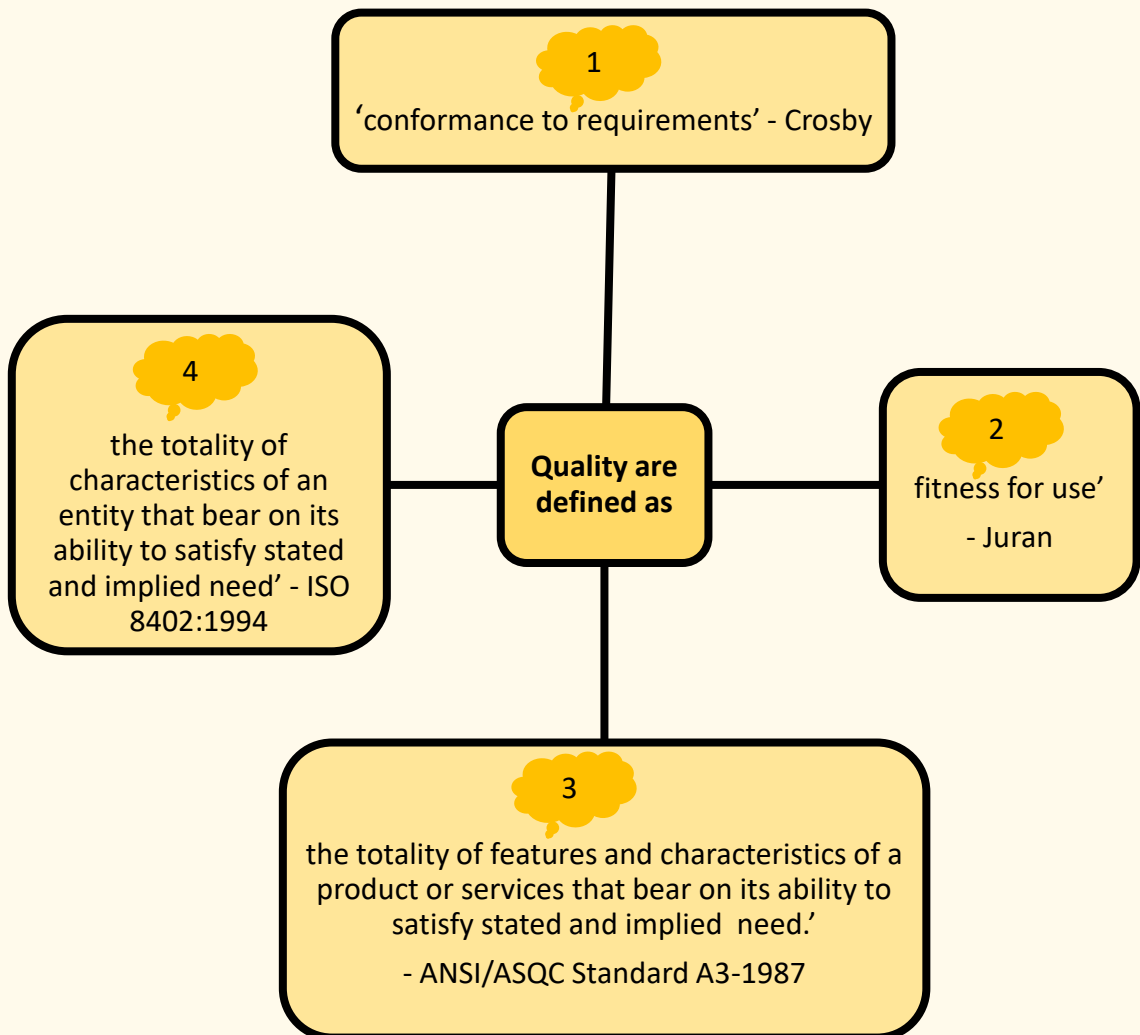 1
‘conformance to requirements’ - Crosby
4
the totality of
characteristics of an
entity that bear on its
ability to satisfy stated
and implied need’ - ISO
8402:1994
Quality are
defined as
2
fitness for use’
- Juran
3
the totality of features and characteristics of a
product or services that bear on its ability to
satisfy stated and implied  need.’
- ANSI/ASQC Standard A3-1987